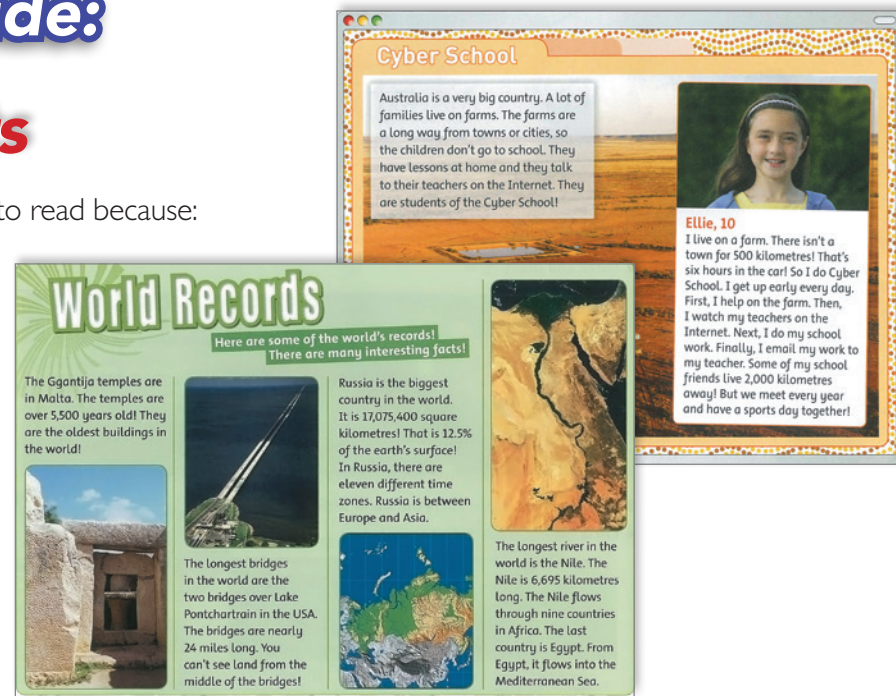 ide:
s
to read because:
Cyber School
Australia is a very big country. A lot of
families live on farms. The farms are
a long way from towns or cities, so
the children don't go to school. They
have lessons at home and they talk
to their teachers on the Internet. They
are students of the Cyber School!
Ellie, 10
I live on a farm. There isn't a
town for 500 kilometres! That's
six hours in the car! So I do Cyber
School. I get up early every day.
First, I help on the farm. Then,
I watch my teachers on the
Internet. Next, I do my school
work. Finally, I email my work to
my teacher. Some of my school
friends live 2,000 kilometres
away! But we meet every year
and have a sports day together!
World Records
Here are some of the world's records!
There are many interesting facts!
The Ggantija temples are
in Malta. The temples are
over 5,500 years old! They
are the oldest buildings in
the world!
The longest bridges
in the world are the
two bridges over Lake
Pontchartrain in the USA.
The bridges are nearly
24 miles long. You
can't see land from the
middle of the bridges!
Russia is the biggest
country in the world.
It is 17,075,400 square
kilometres! That is 12.5%
of the earth's surface!
In Russia, there are
eleven different time
zones. Russia is between
Europe and Asia.
The longest river in the
world is the Nile. The
Nile is 6,695 kilometres
long. The Nile flows
through nine countries
in Africa. The last
country is Egypt. From
Egypt, it flows into the
Mediterranean Sea.